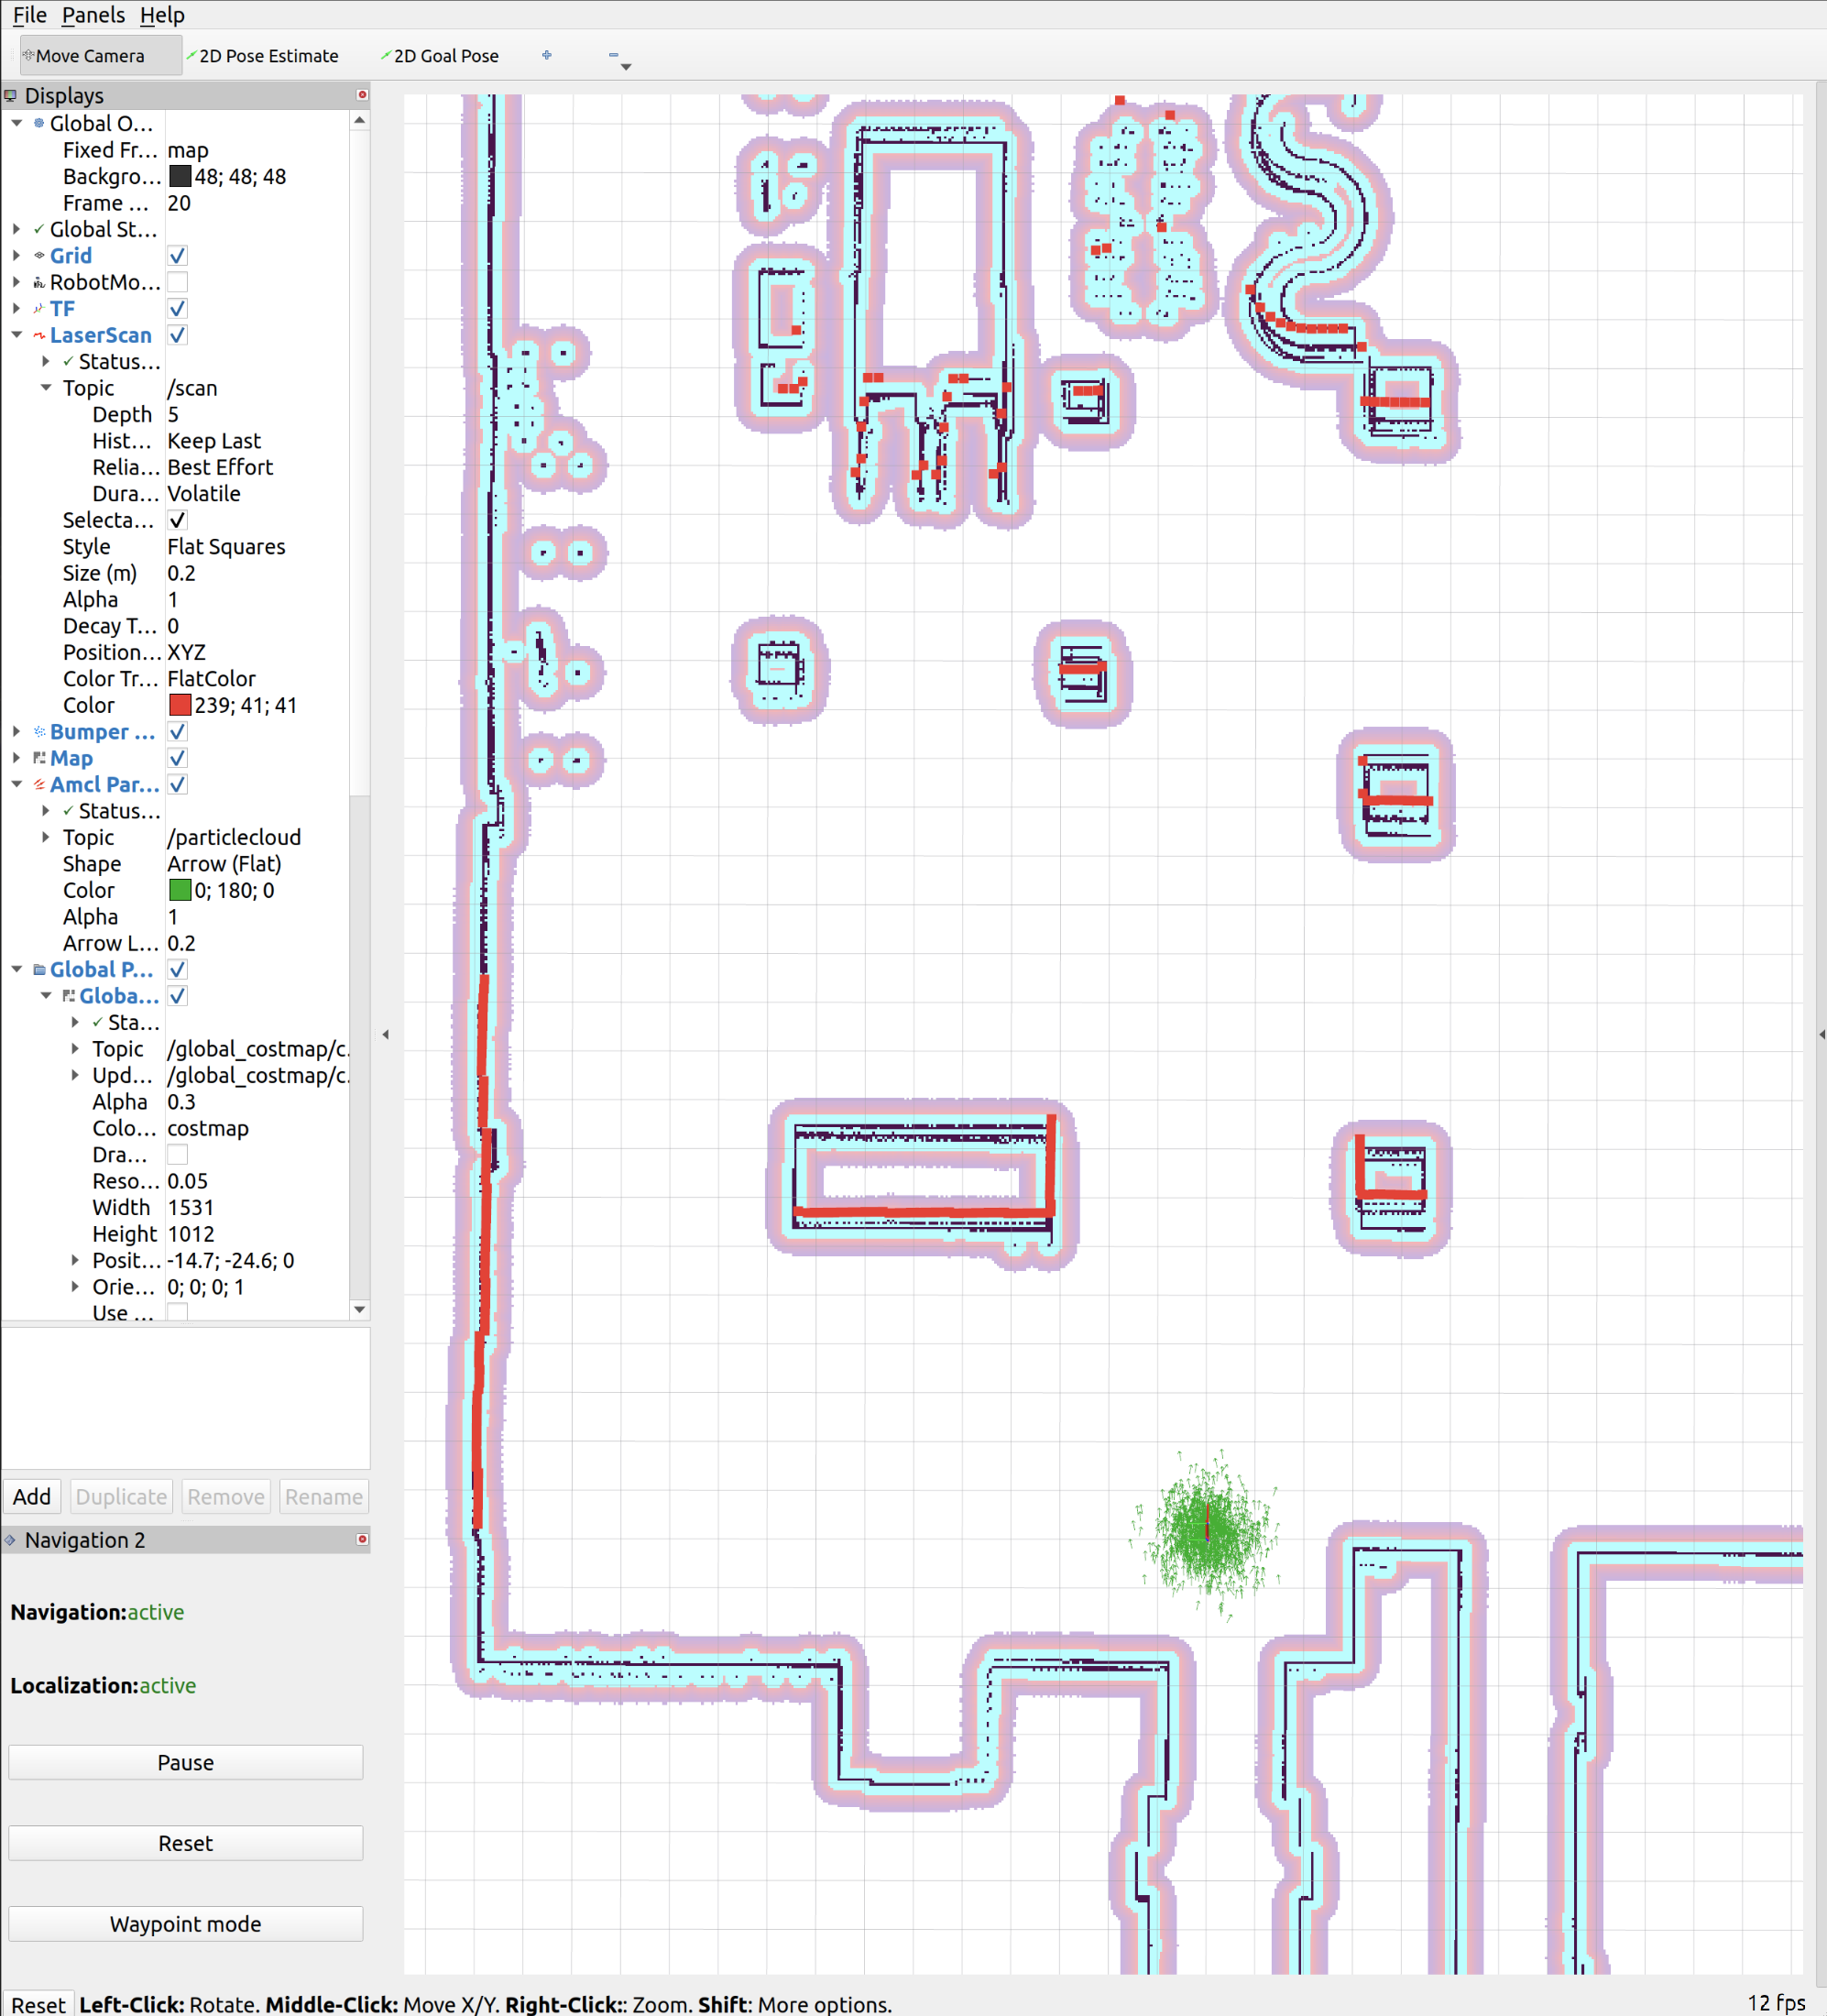 File Panels Help
Move Camera 2D Pose Estimate 2D Goal Pose
Displays
Global O...
Fixed Fr... map
Backgro... 48; 48; 48
Frame ... 20
Global St...
Grid
RobotMo...
TF
LaserScan
Status...
Topic /scan
Depth 5
Hist... Keep Last
Relia... Best Effort
Dura... Volatile
Selecta...
Style Flat Squares
Size (m) 0.2
Alpha 1
Decay T... 0
Position... XYZ
Color Tr... FlatColor
Color 239; 41; 41
Bumper ...
Map
Amcl Par...
Status...
Topic /particlecloud
Shape Arrow (Flat)
Color 0; 180; 0
Alpha 1
Arrow L... 0.2
Global P...
Globa...
Sta...
Topic /global_costmap/c.
Upd... /global_costmap/c.
Alpha 0.3
Colo... costmap
Dra...
Reso... 0.05
Width 1531
Height 1012
Posit... -14.7; -24.6; 0
Orie... 0; 0; 0; 1
Use ...
Add Duplicate Remove Rename
Navigation 2
Navigation:active
Localization:active
Pause
Reset
Waypoint mode
Reset Left-Click: Rotate. Middle-Click: Move X/Y. Right-Click:: Zoom. Shift: More options. 12 fps